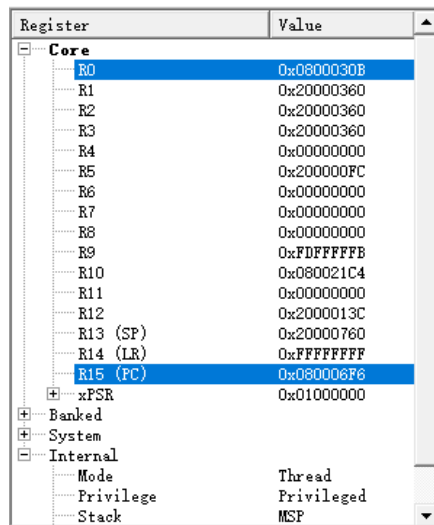 Register Value
Core
R0 0x0800030B
R1 0x20000360
R2 0x20000360
R3 0x20000360
R4 0x00000000
R5 0x200000FC
R6 0x00000000
R7 0x00000000
R8 0x00000000
R9 0xFDFFFFFB
R10 0x080021C4
R11 0x00000000
R12 0x2000013C
R13 (SP) 0x20000760
R14 (LR) 0xFFFFFFFF
R15 (PC) 0x080006F6
xPSR 0x01000000
Banked
System
Internal
Mode Thread
Privilege Privileged
Stack MSP